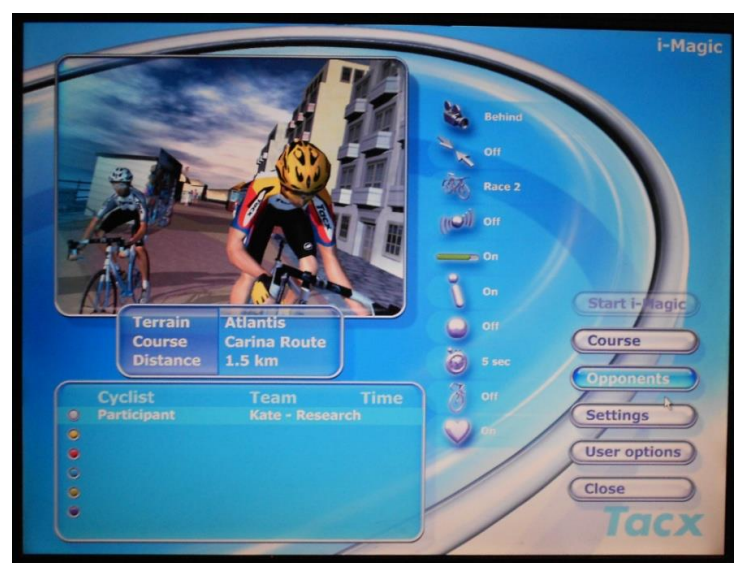 i-Magic
Behind
Off
Race 2
Off
On
On
Off
5 sec
Off
On
Terrain Atlantis
Course Carina Route
Distance 1.5 km
Cyclist Team Time
Participant Kate - Research
Start i-Magic
Course
Opponents
Settings
User options
Close
Tacx